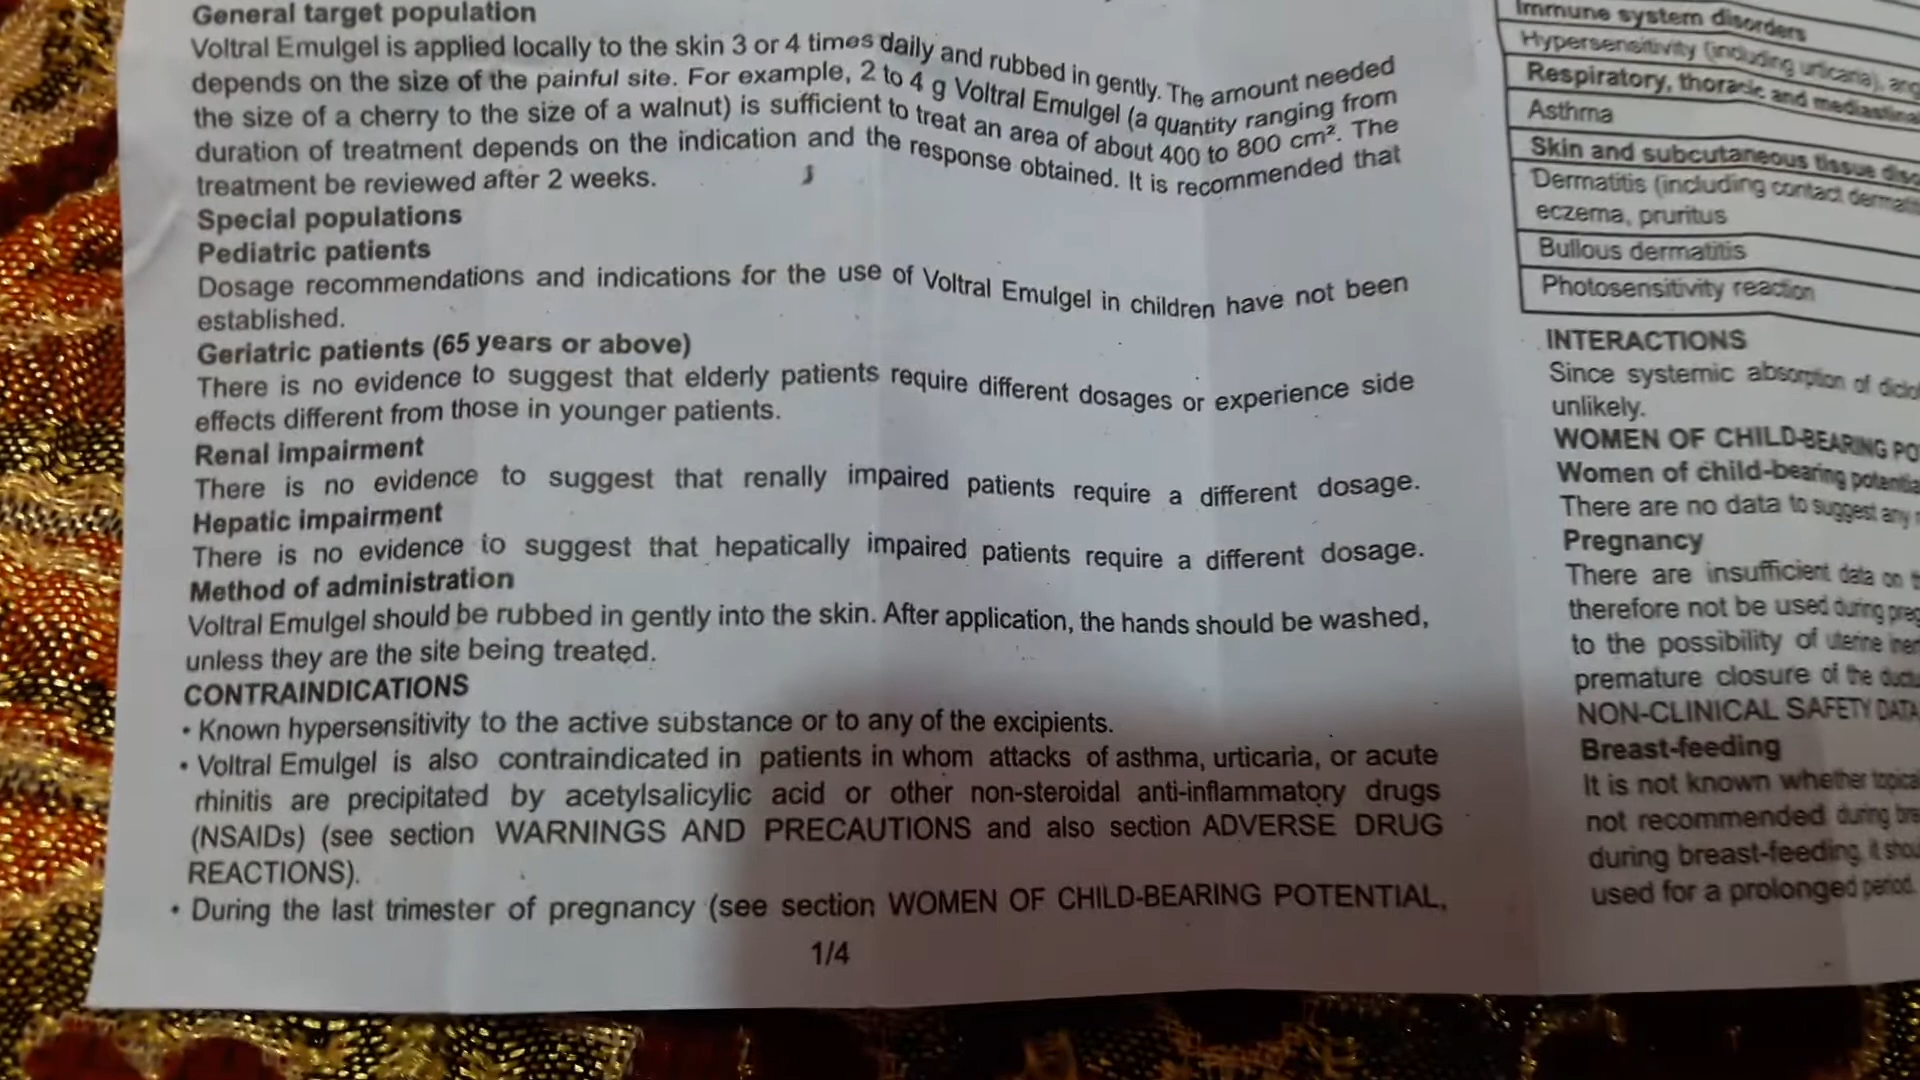 General target population
Voltral Emulgel is applied locally to the skin 3 or 4 times daily and rubbed in gently. The amount needed
depends on the size of the painful site. For example, 2 to 4 g Voltral Emulgel (a quantity ranging from
the size of a cherry to the size of a walnut) is sufficient to treat an area of about 400 to 800 cm². The
duration of treatment depends on the indication and the response obtained. It is recommended that
treatment be reviewed after 2 weeks.
Special populations
Pediatric patients
Dosage recommendations and indications for the use of Voltral Emulgel in children have not been
established.
Geriatric patients (65 years or above)
There is no evidence to suggest that elderly patients require different dosages or experience side
effects different from those in younger patients.
Renal impairment
There is no evidence to suggest that renally impaired patients require a different dosage.
Hepatic impairment
There is no evidence to suggest that hepatically impaired patients require a different dosage.
Method of administration
Voltral Emulgel should be rubbed in gently into the skin. After application, the hands should be washed,
unless they are the site being treated.
CONTRAINDICATIONS
• Known hypersensitivity to the active substance or to any of the excipients.
• Voltral Emulgel is also contraindicated in patients in whom attacks of asthma, urticaria, or acute
rhinitis are precipitated by acetylsalicylic acid or other non-steroidal anti-inflammatory drugs
(NSAIDs) (see section WARNINGS AND PRECAUTIONS and also section ADVERSE DRUG
REACTIONS).
• During the last trimester of pregnancy (see section WOMEN OF CHILD-BEARING POTENTIAL,
1/4
Immune system disorders
Hypersensitivity (including urticaria),
Respiratory, thoracic and
Asthma
Skin and subcutaneous tissue
Dermatitis (including contact
eczema, pruritus
Bullous dermatitis
Photosensitivity reaction
INTERACTIONS
Since systemic absorption of
unlikely.
WOMEN OF CHILD-BEARING
Women of child-bearing
There are no data to suggest any
Pregnancy
There are insufficient data on
therefore not be used during
to the possibility of uterine
premature closure of the
NON-CLINICAL SAFETY DATA
Breast-feeding
It is not known whether
not recommended during
during breast-feeding, it
used for a prolonged period.